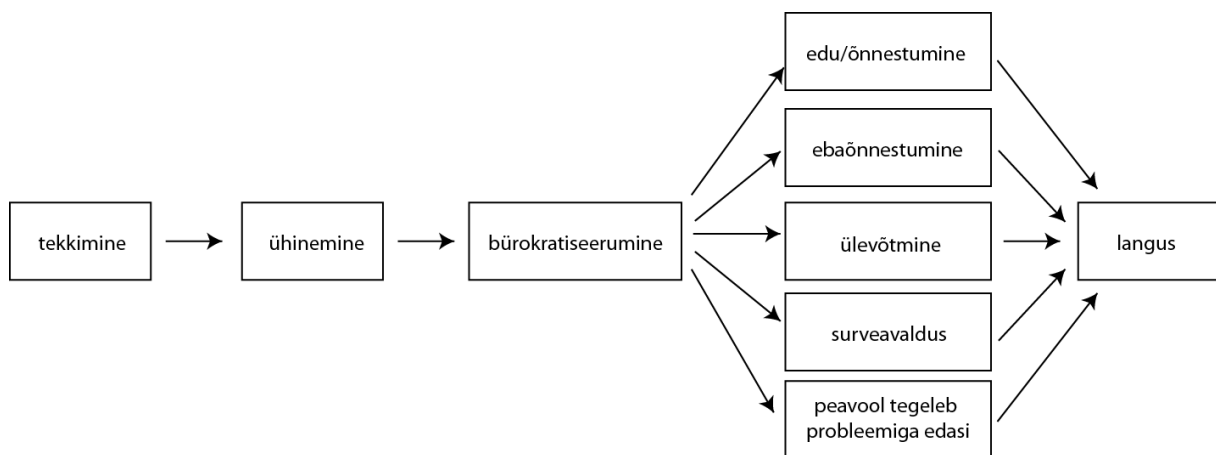 tekkimine
ühinemine
bürokratiseerumine
edu/õnnestumine
ebaõnnestumine
ülevõtmine
surveavaldus
peavool tegeleb
probleemiga edasi
langus